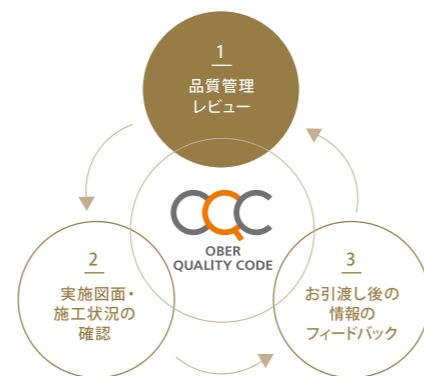 1
品質管理
レビュー
OQC
OBER
QUALITY CODE
2
実施図面・
施工状況の
確認
3
お引渡し後の
情報の
フィードバック